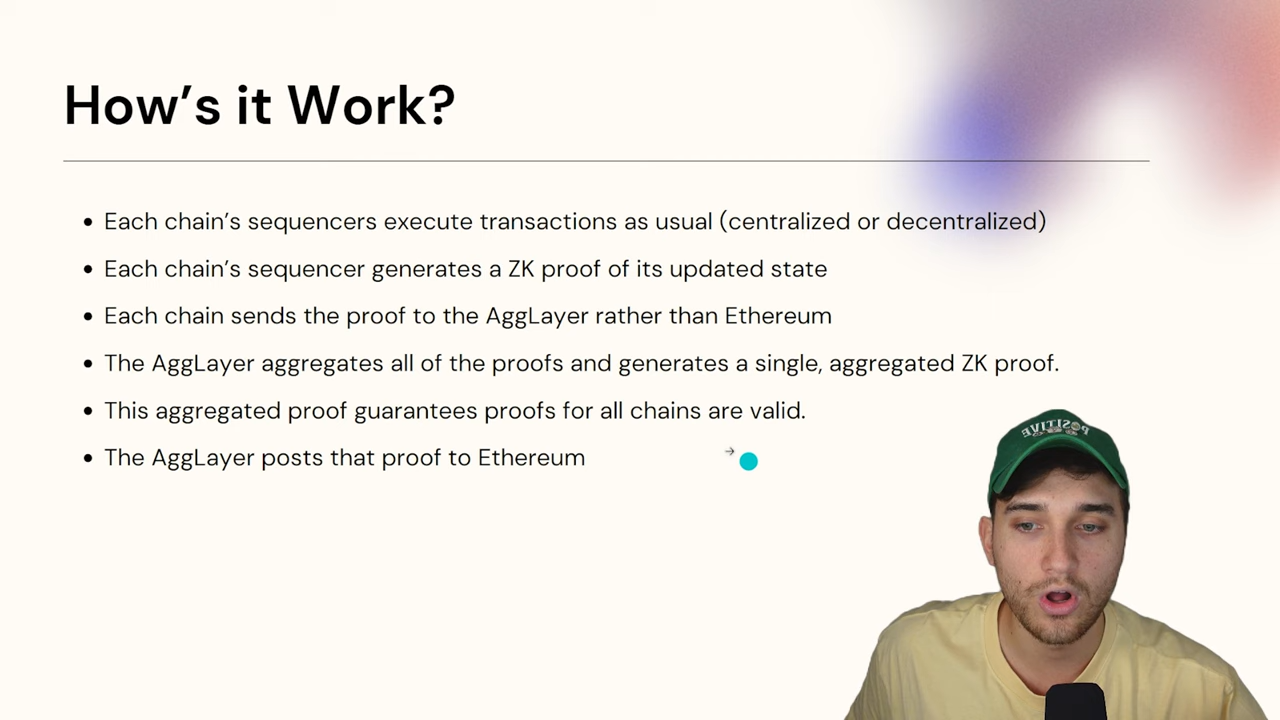 How’s it Work?
• Each chain’s sequencers execute transactions as usual (centralized or decentralized)
• Each chain’s sequencer generates a ZK proof of its updated state
• Each chain sends the proof to the AggLayer rather than Ethereum
• The AggLayer aggregates all of the proofs and generates a single, aggregated ZK proof.
• This aggregated proof guarantees proofs for all chains are valid.
• The AggLayer posts that proof to Ethereum
POSITIVE